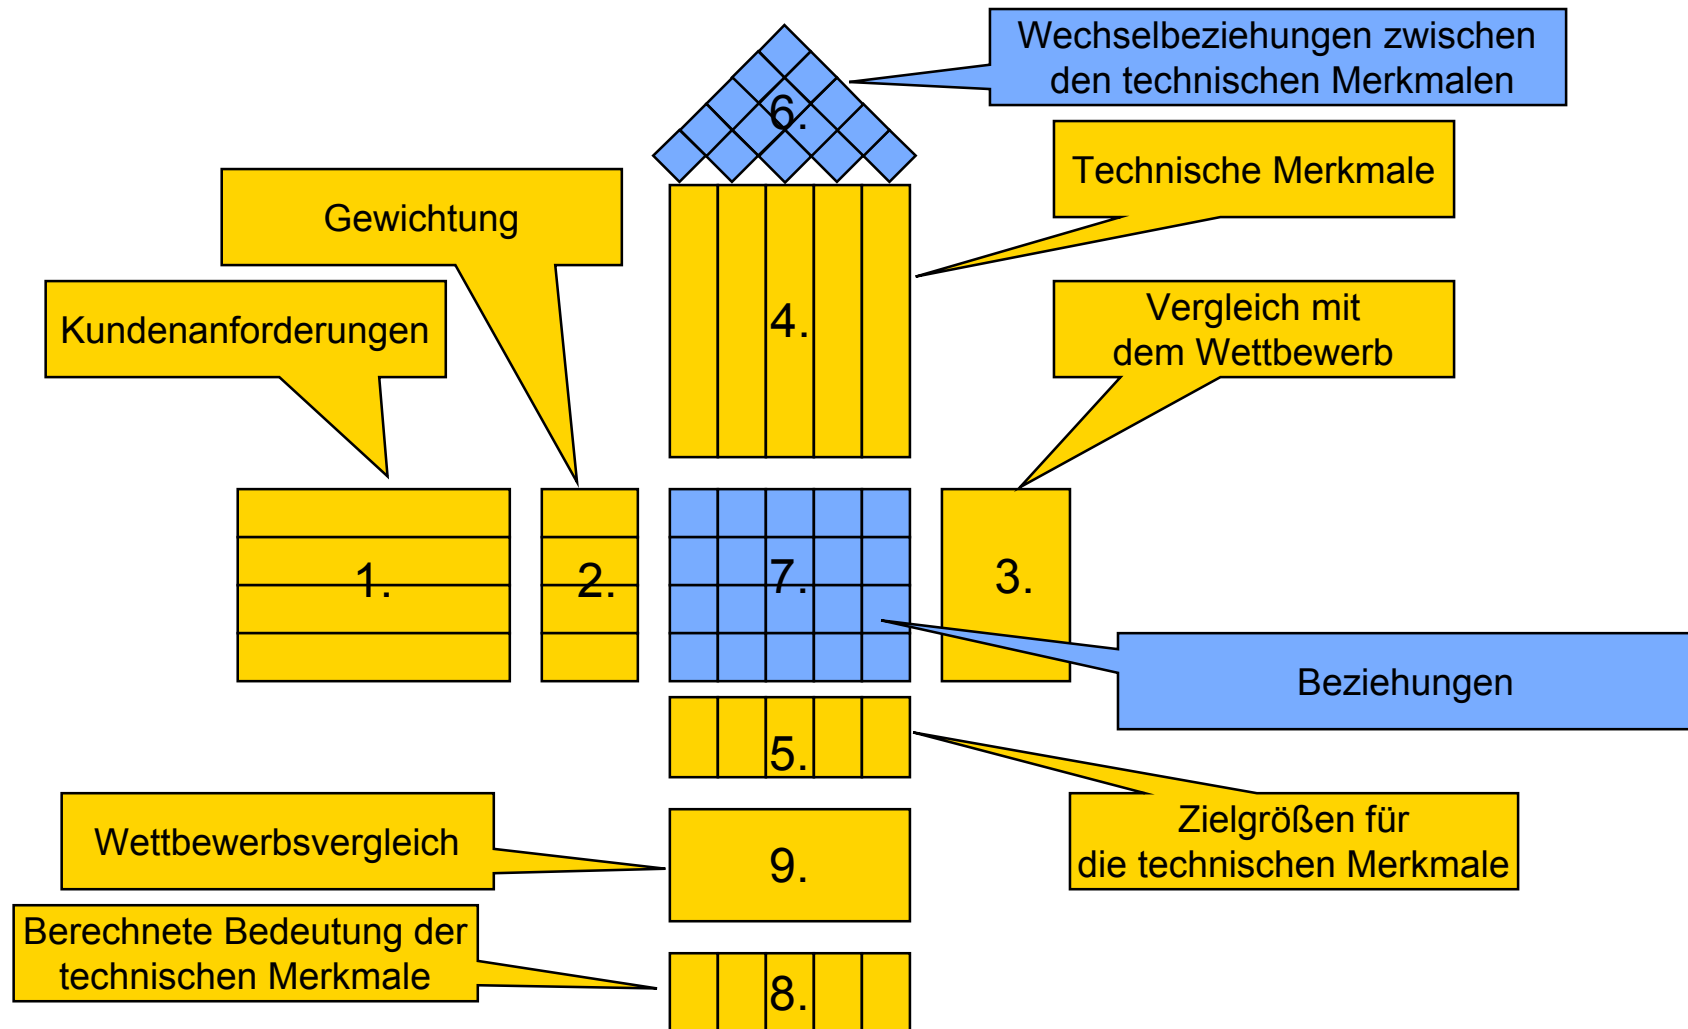 Wechselbeziehungen zwischen
den technischen Merkmalen
6.
Technische Merkmale
Gewichtung
Kundenanforderungen
4.
Vergleich mit
dem Wettbewerb
1.
2.
7.
3.
Beziehungen
5.
Zielgrößen für
die technischen Merkmale
Wettbewerbsvergleich
9.
Berechnete Bedeutung der
technischen Merkmale
8.